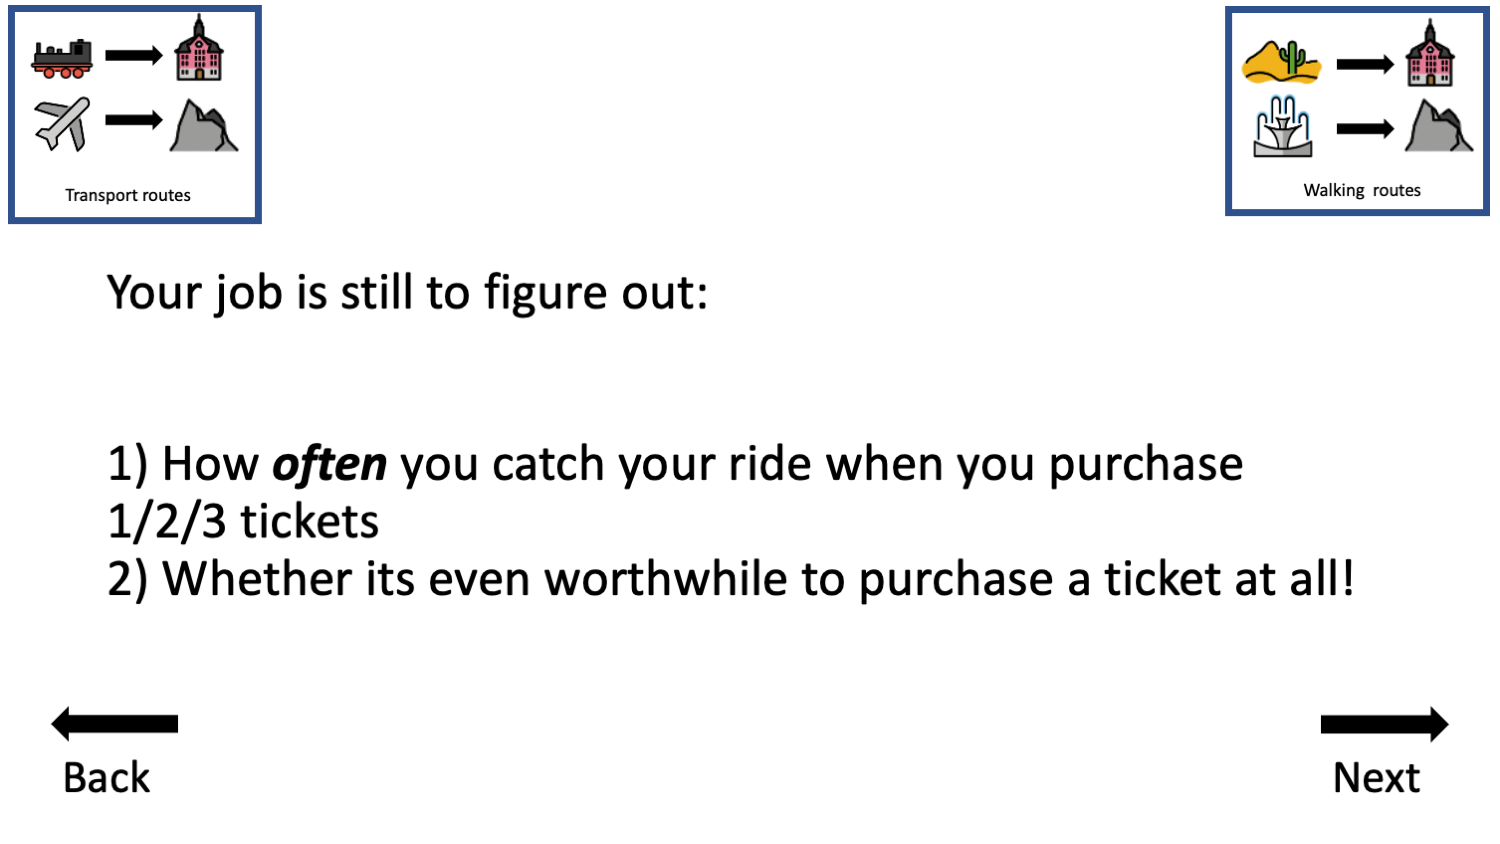 Transport routes
Walking routes
Your job is still to figure out:
1) How often you catch your ride when you purchase
1/2/3 tickets
2) Whether its even worthwhile to purchase a ticket at all!
Back
Next